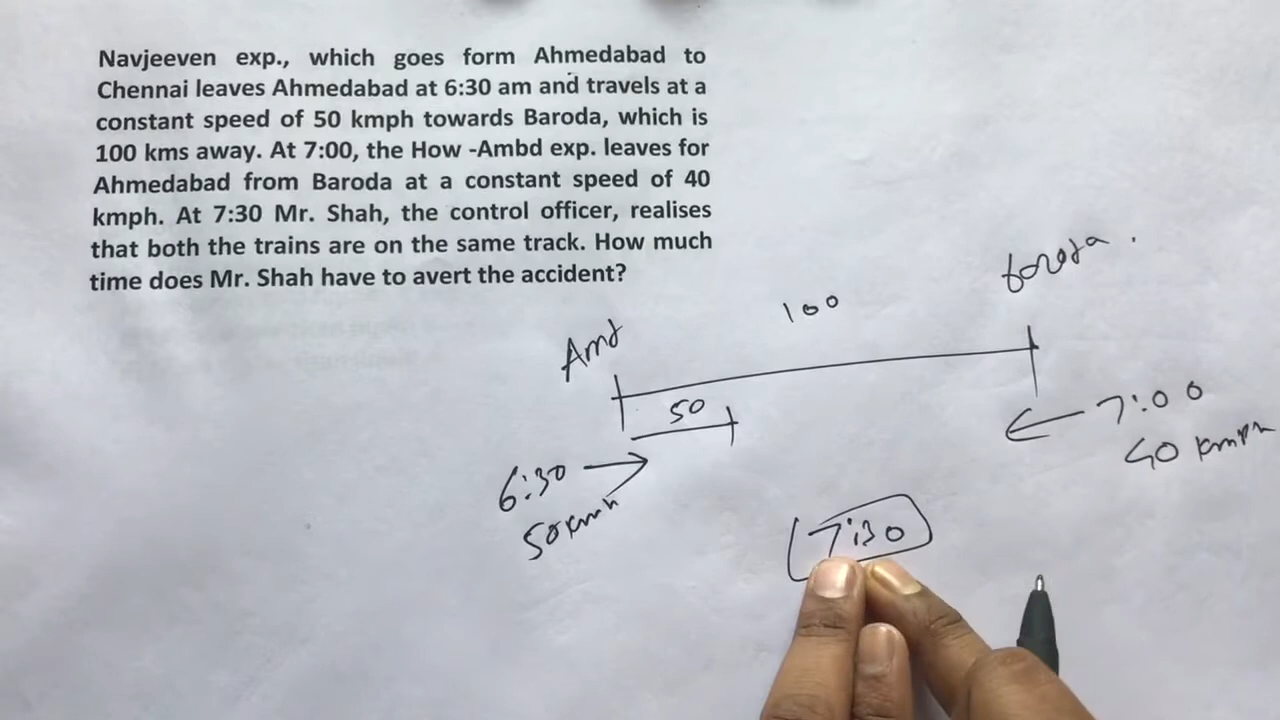 Navjeeven exp., which goes form Ahmedabad to
Chennai leaves Ahmedabad at 6:30 am and travels at a
constant speed of 50 kmph towards Baroda, which is
100 kms away. At 7:00, the How -Ambd exp. leaves for
Ahmedabad from Baroda at a constant speed of 40
kmph. At 7:30 Mr. Shah, the control officer, realises
that both the trains are on the same track. How much
time does Mr. Shah have to avert the accident?
Amd
100
boroda.
50
7:00
40 kmph
6:30
50 kmh
7:30